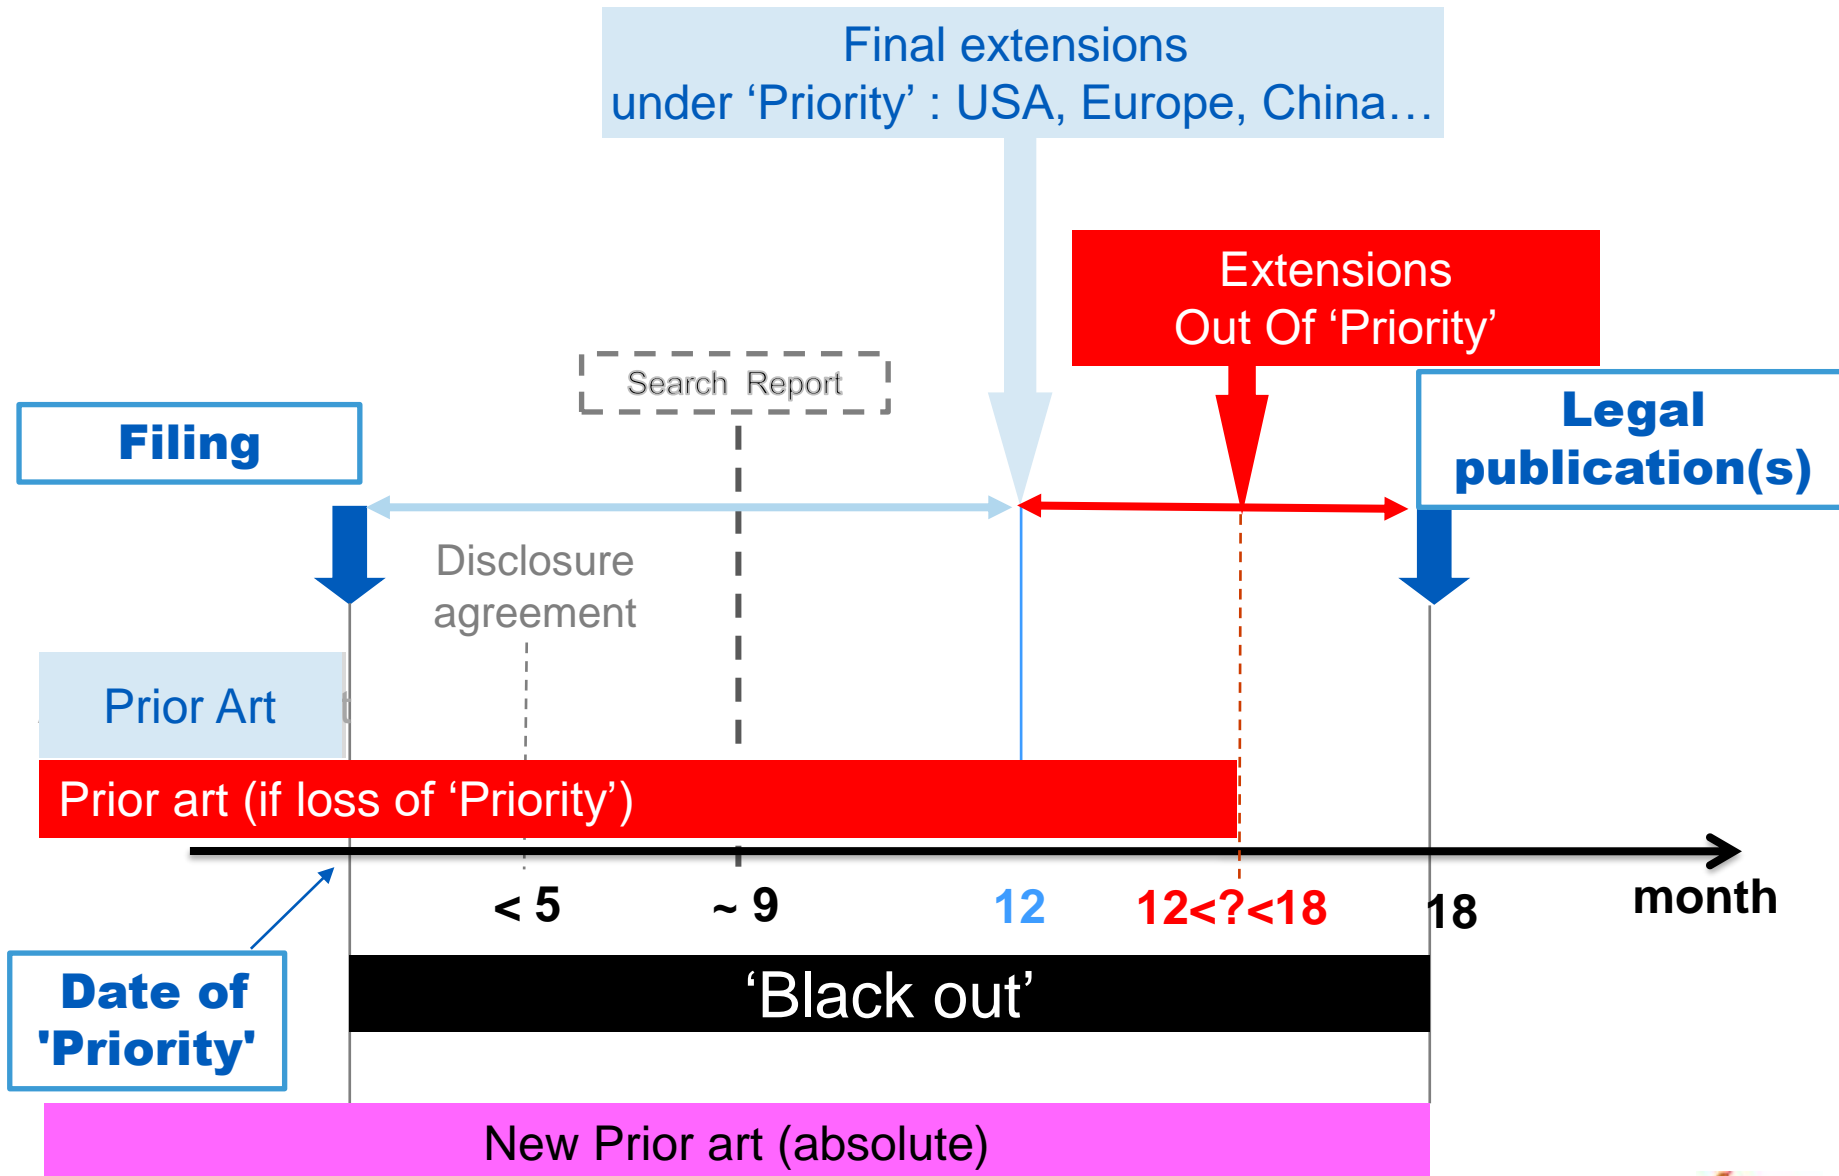 Final extensions
under ‘Priority’ : USA, Europe, China…
Extensions
Out Of ‘Priority’
Search Report
Legal
publication(s)
Filing
Disclosure
agreement
Prior Art
Prior art (if loss of ‘Priority’)
< 5
~ 9
12
12<?<18
18
month
Date of
'Priority'
‘Black out’
New Prior art (absolute)